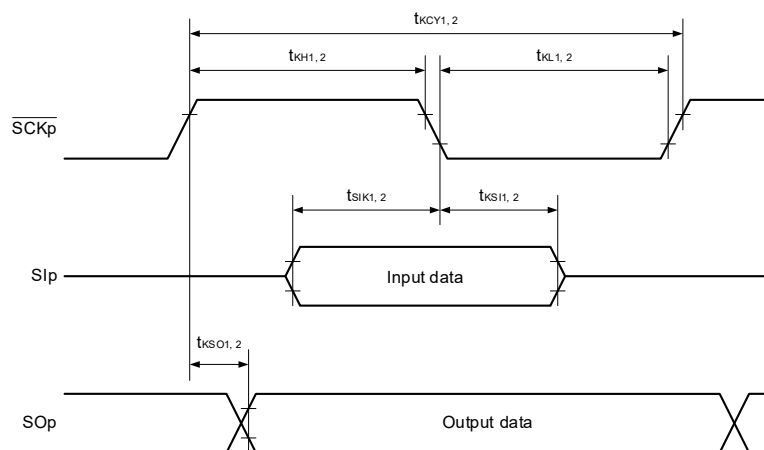 tKCY1, 2
tKH1, 2 tKL1, 2
SCKp
tSIK1, 2 tKSI1, 2
SIp Input data
tKSO1, 2
SOp Output data